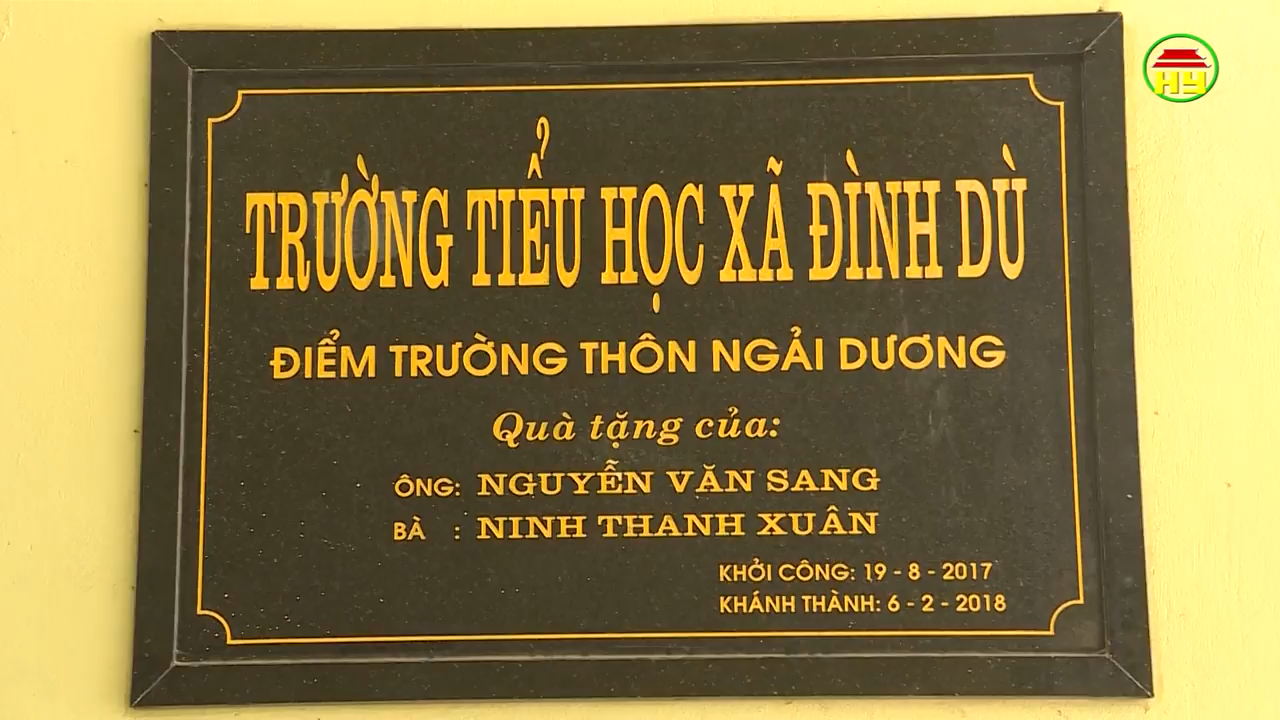 HY
TRƯỜNG TIỂU HỌC XÃ ĐÌNH DÙ
ĐIỂM TRƯỜNG THÔN NGẢI DƯƠNG
Quà tặng của:
ÔNG: NGUYỄN VĂN SANG
BÀ : NINH THANH XUÂN
KHỞI CÔNG: 19 - 8 - 2017
KHÁNH THÀNH: 6 - 2 - 2018